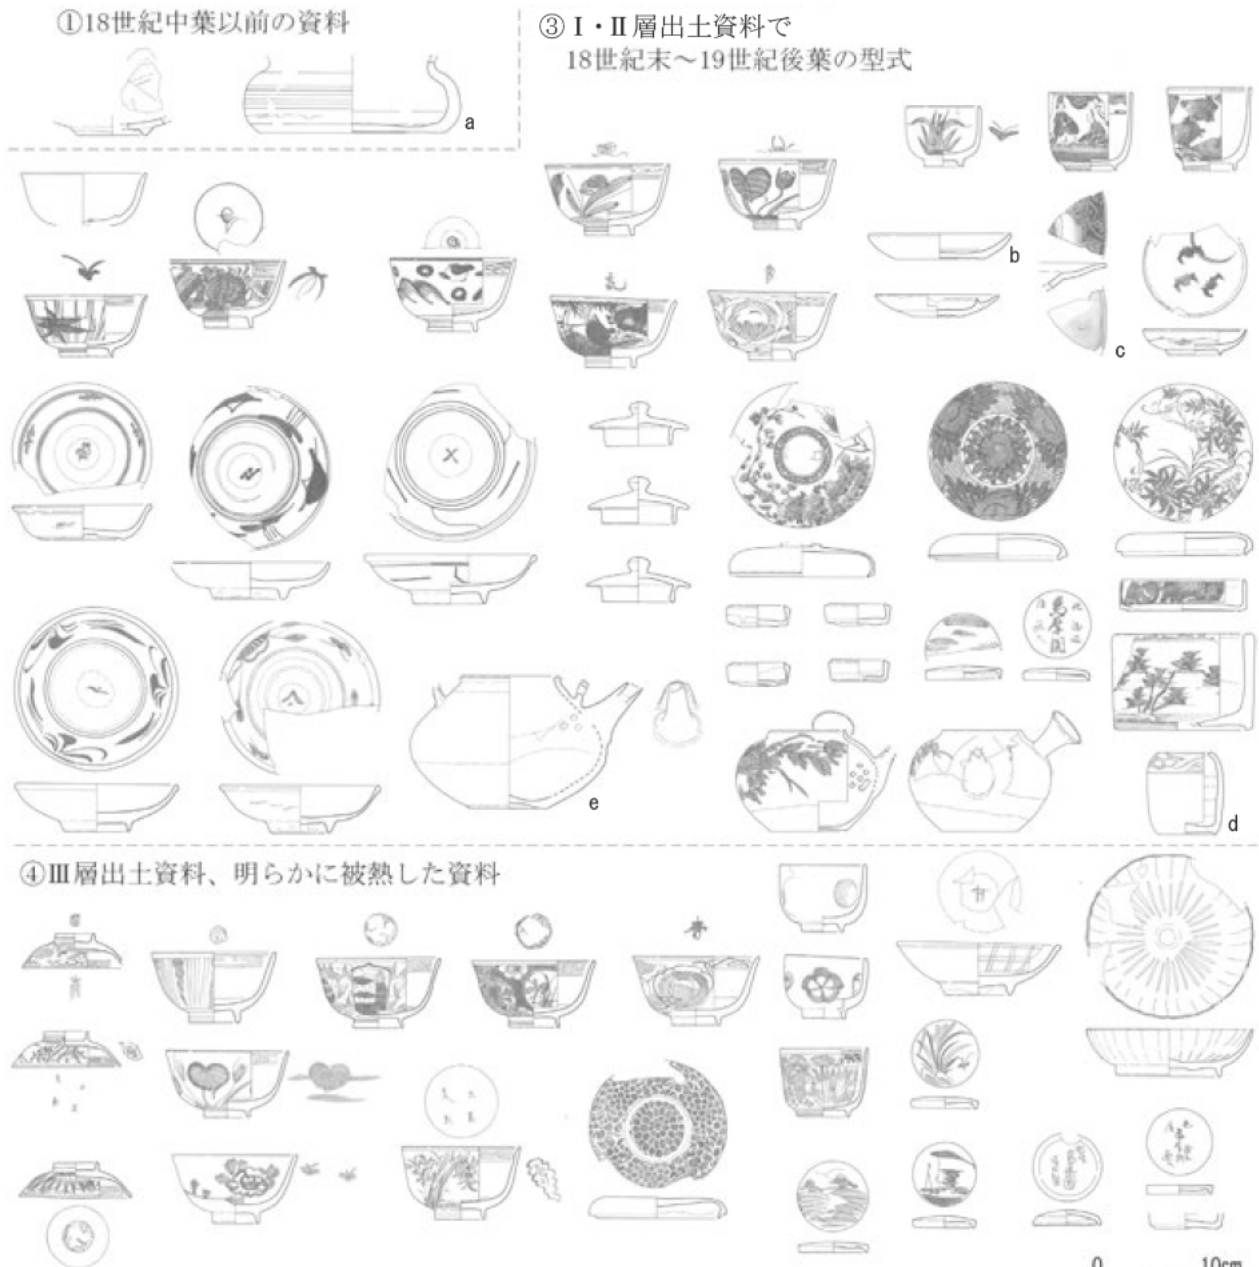 ①18世紀中葉以前の資料
a
③Ⅰ・Ⅱ層出土資料で
18世紀末〜19世紀後葉の型式
b
c
d
e
④Ⅲ層出土資料、明らかに被熱した資料
0 10cm